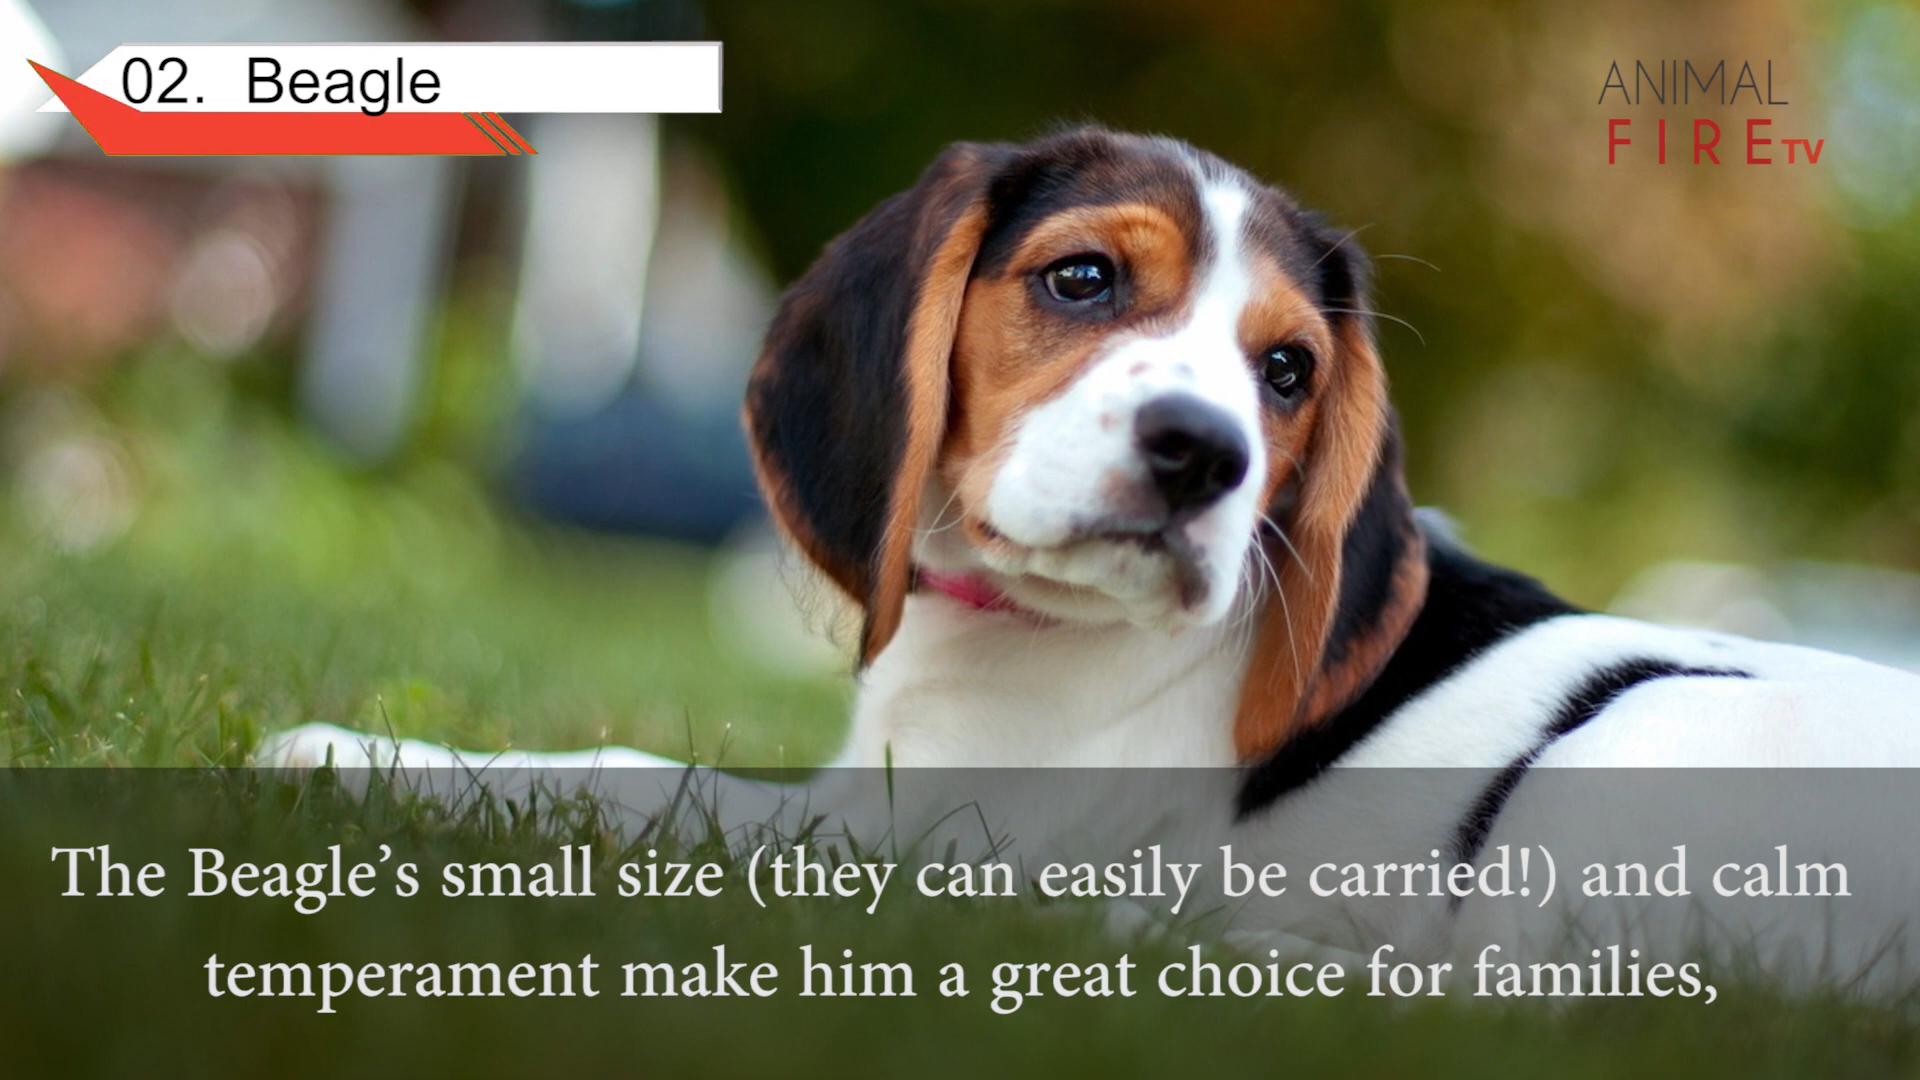 02. Beagle
ANIMAL
FIRE TV
The Beagle’s small size (they can easily be carried!) and calm
temperament make him a great choice for families,